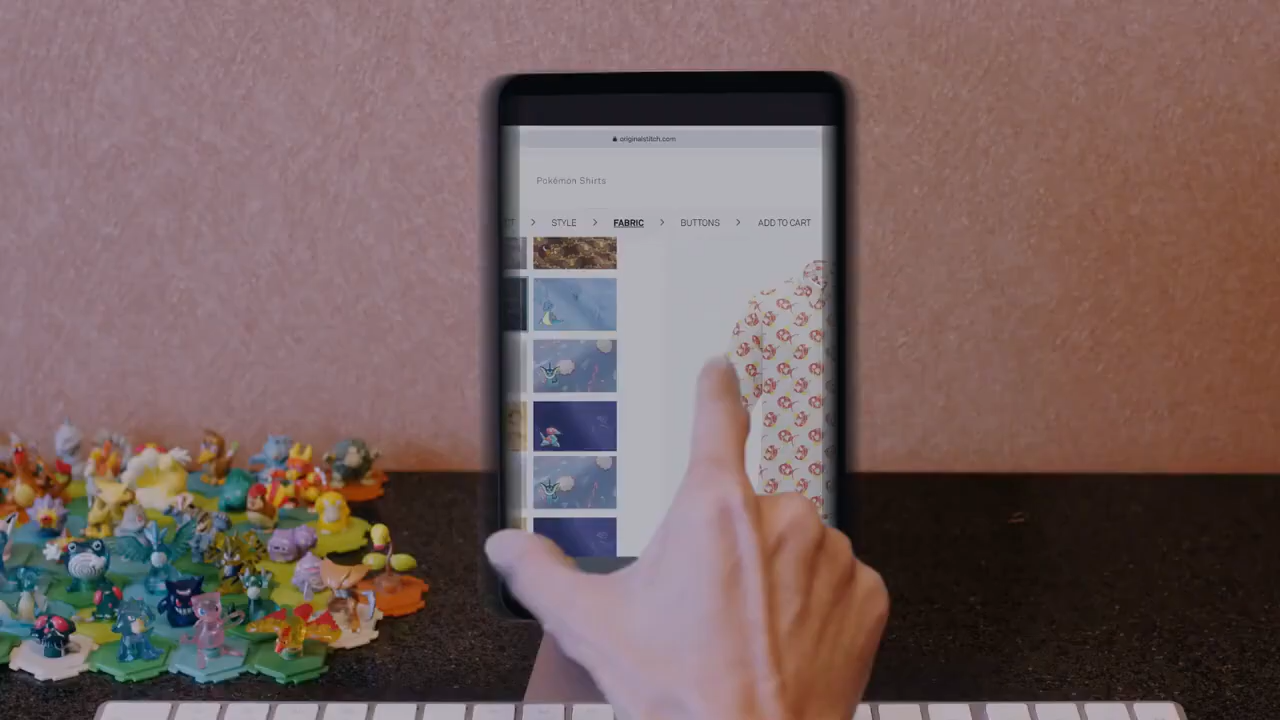 originalstitch.com
Pokémon Shirts
> STYLE > FABRIC > BUTTONS > ADD TO CART